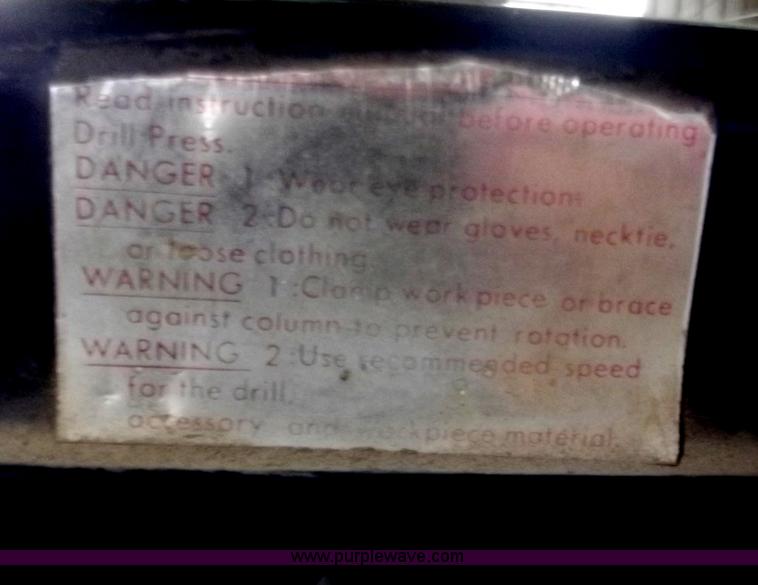 Read instruction manual before operating
Drill Press.
DANGER 1 :Wear eye protection.
DANGER 2 :Do not wear gloves, necktie,
or loose clothing.
WARNING 1 :Clamp work piece or brace
against column to prevent rotation.
WARNING 2 :Use recommended speed
for the drill,
accessory and workpiece material.
www.purplewave.com